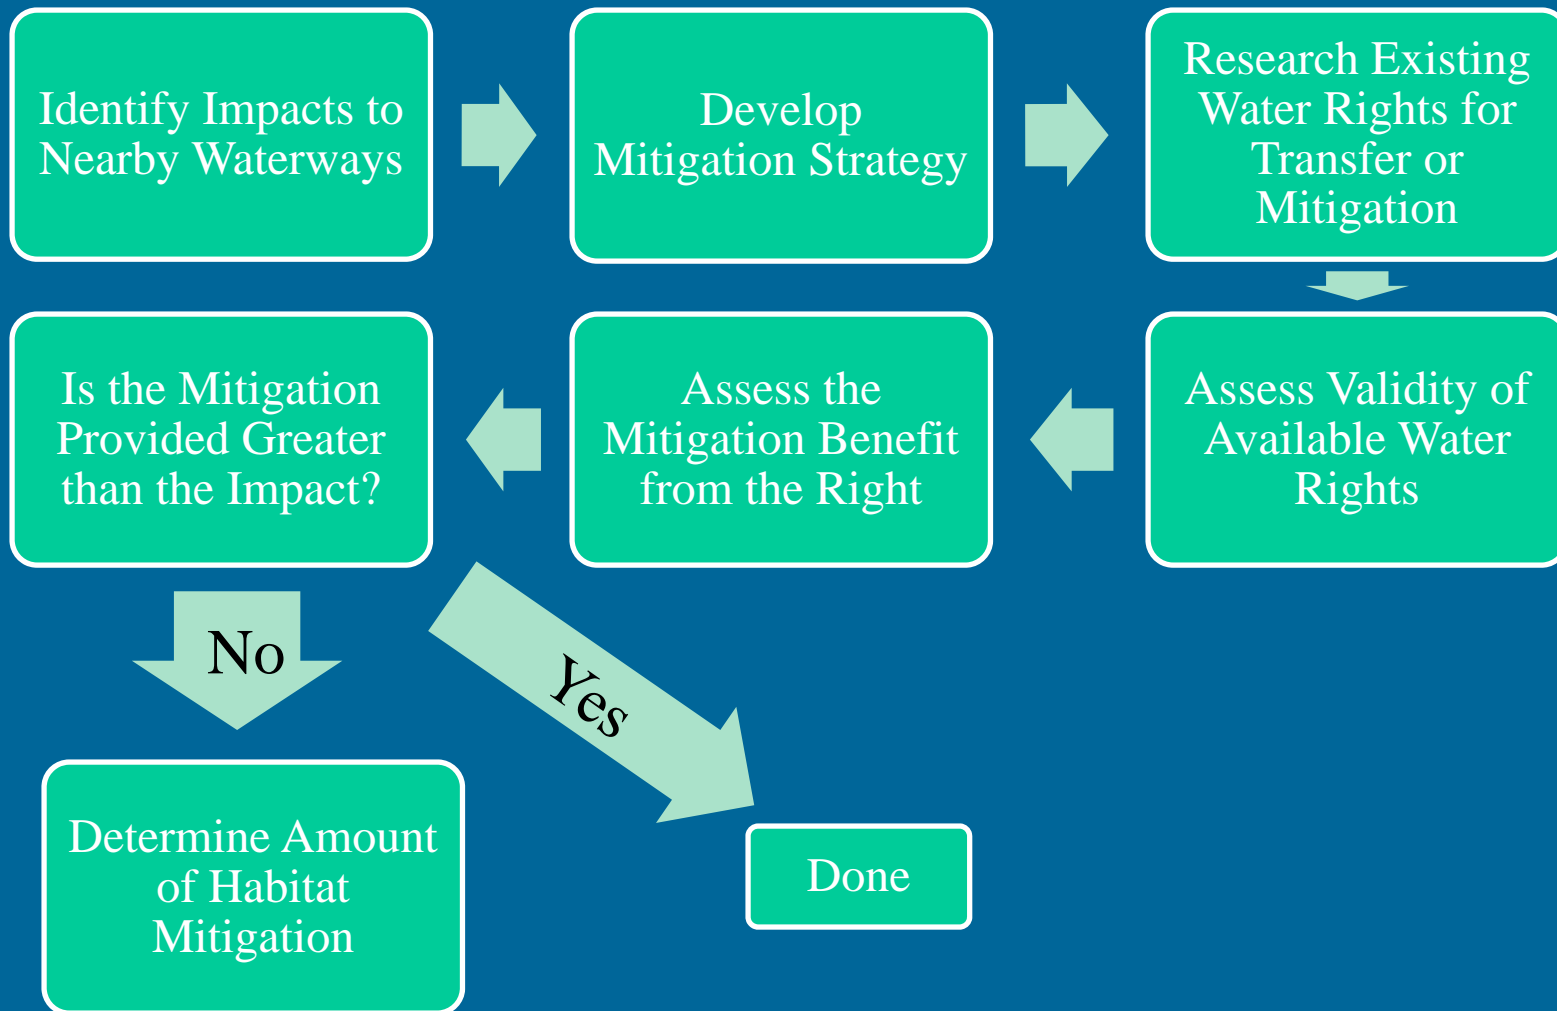 Identify Impacts to
Nearby Waterways
Develop
Mitigation Strategy
Research Existing
Water Rights for
Transfer or
Mitigation
Assess Validity of
Available Water
Rights
Assess the
Mitigation Benefit
from the Right
Is the Mitigation
Provided Greater
than the Impact?
No
Yes
Determine Amount
of Habitat
Mitigation
Done